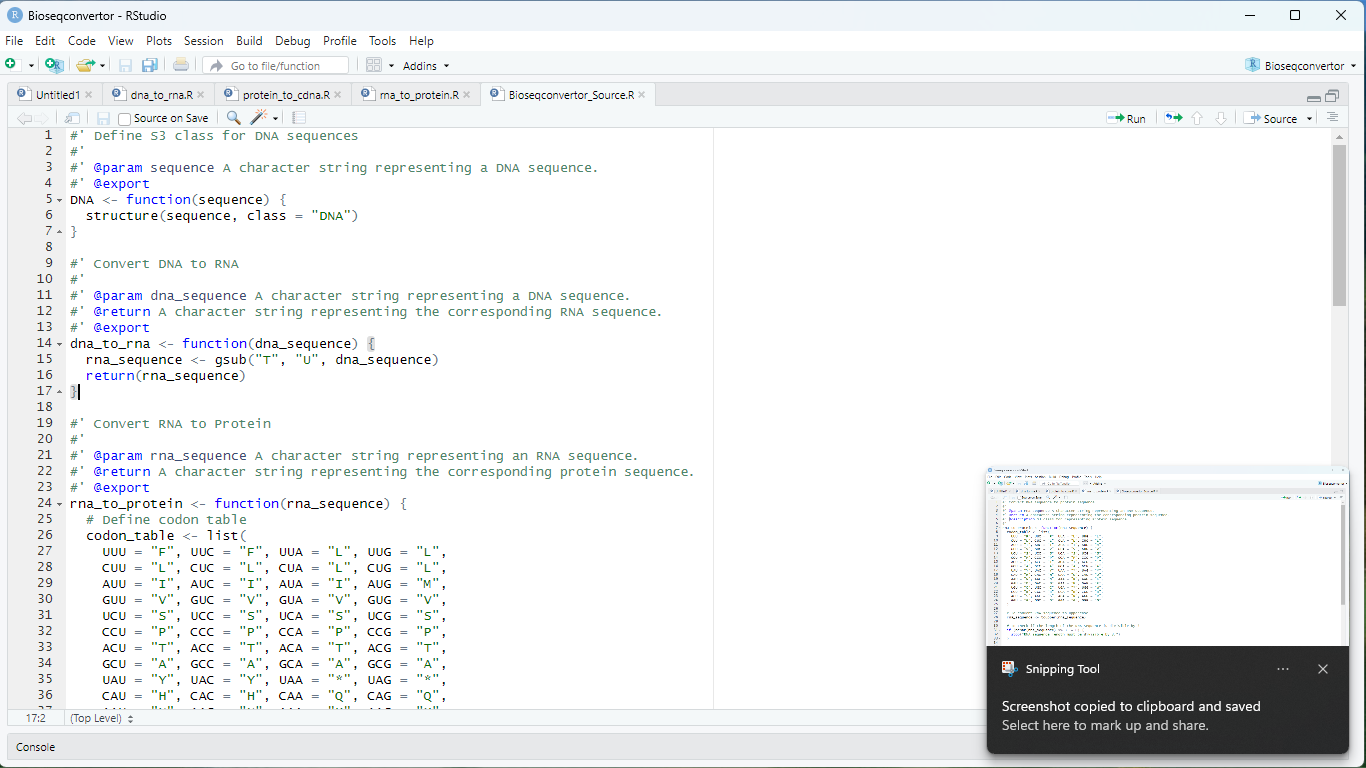 Bioseqconvertor - RStudio
File Edit Code View Plots Session Build Debug Profile Tools Help
Go to file/function Addins Bioseqconvertor
Untitled1 dna_to_rna.R protein_to_cdna.R rna_to_protein.R Bioseqconvertor_Source.R
Source on Save Run Source
1 #' Define S3 class for DNA sequences
2 #'
3 #' @param sequence A character string representing a DNA sequence.
4 #' @export
5 DNA <- function(sequence) {
6 structure(sequence, class = "DNA")
7 }
8
9 #' Convert DNA to RNA
10 #'
11 #' @param dna_sequence A character string representing a DNA sequence.
12 #' @return A character string representing the corresponding RNA sequence.
13 #' @export
14 dna_to_rna <- function(dna_sequence) {
15 rna_sequence <- gsub("T", "U", dna_sequence)
16 return(rna_sequence)
17 }
18
19 #' Convert RNA to Protein
20 #'
21 #' @param rna_sequence A character string representing an RNA sequence.
22 #' @return A character string representing the corresponding protein sequence.
23 #' @export
24 rna_to_protein <- function(rna_sequence) {
25 # Define codon table
26 codon_table <- list(
27 UUU = "F", UUC = "F", UUA = "L", UUG = "L",
28 CUU = "L", CUC = "L", CUA = "L", CUG = "L",
29 AUU = "I", AUC = "I", AUA = "I", AUG = "M",
30 GUU = "V", GUC = "V", GUA = "V", GUG = "V",
31 UCU = "S", UCC = "S", UCA = "S", UCG = "S",
32 CCU = "P", CCC = "P", CCA = "P", CCG = "P",
33 ACU = "T", ACC = "T", ACA = "T", ACG = "T",
34 GCU = "A", GCC = "A", GCA = "A", GCG = "A",
35 UAU = "Y", UAC = "Y", UAA = "*", UAG = "*",
36 CAU = "H", CAC = "H", CAA = "Q", CAG = "Q",
17:2 (Top Level)
Console
Snipping Tool
Screenshot copied to clipboard and saved
Select here to mark up and share.